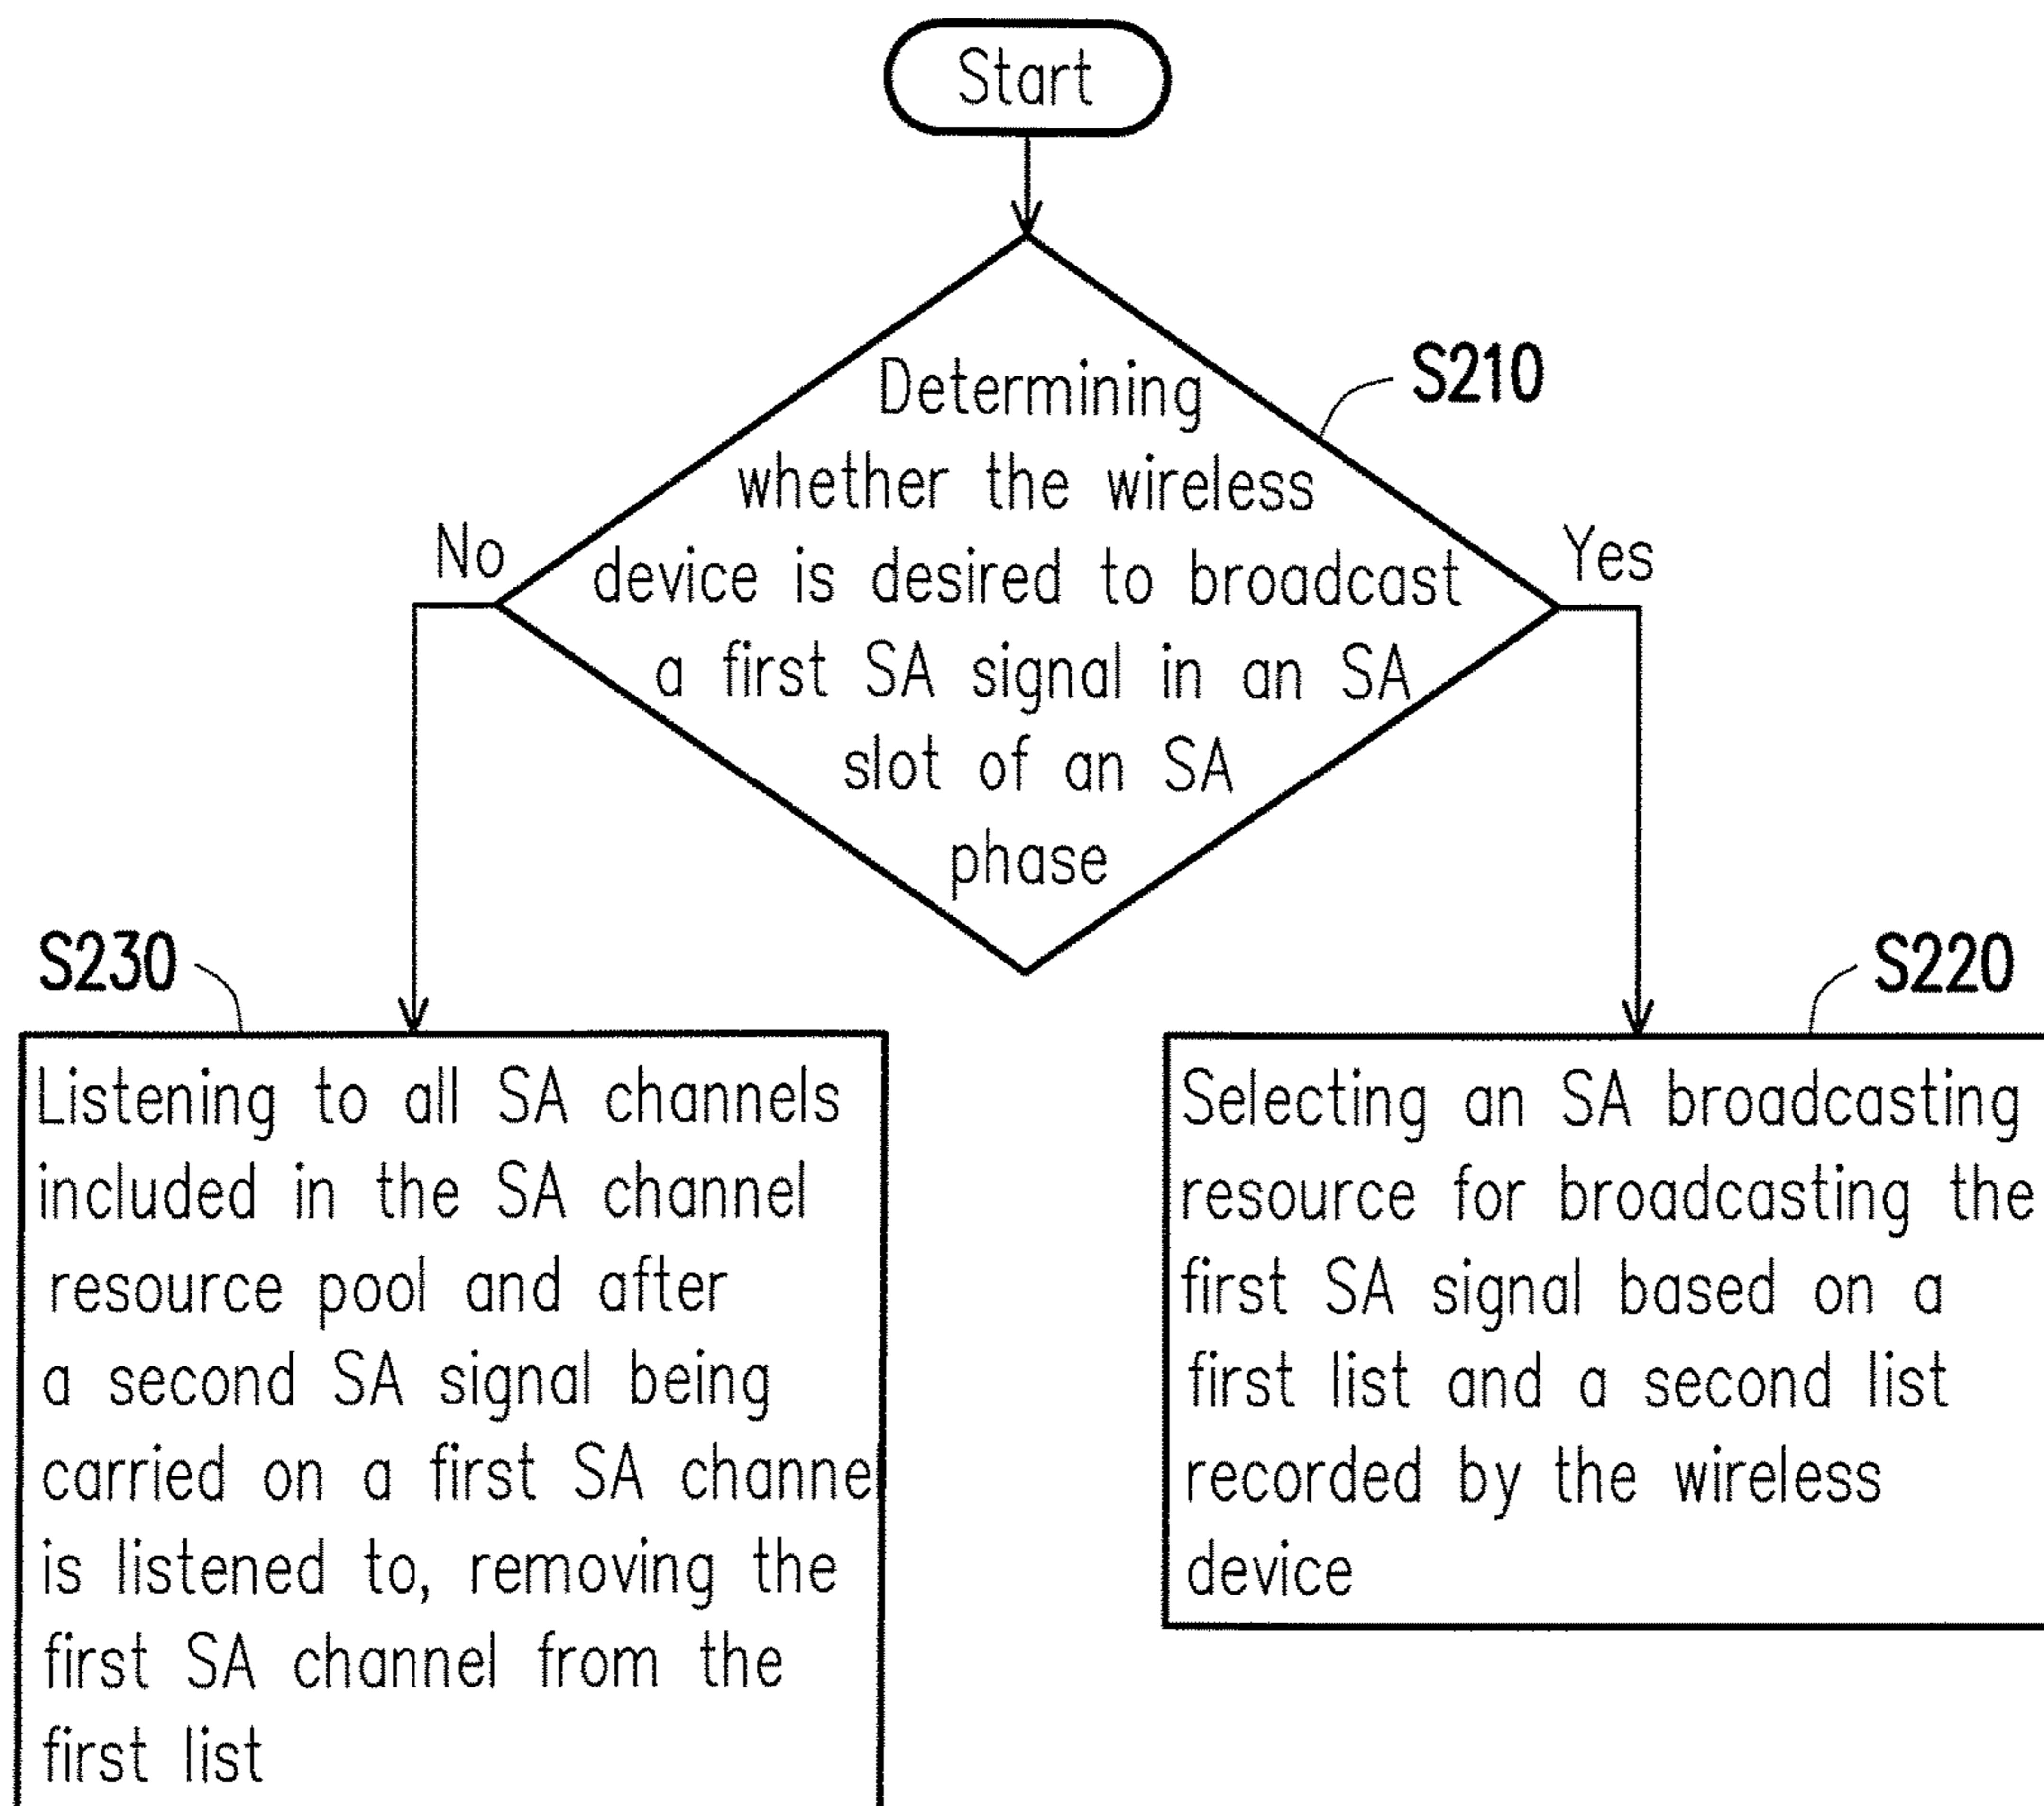 Start
S210
Determining
whether the wireless
device is desired to broadcast
a first SA signal in an SA
slot of an SA
phase
No
Yes
S230
Listening to all SA channels
included in the SA channel
resource pool and after
a second SA signal being
carried on a first SA channel
is listened to, removing the
first SA channel from the
first list
S220
Selecting an SA broadcasting
resource for broadcasting the
first SA signal based on a
first list and a second list
recorded by the wireless
device